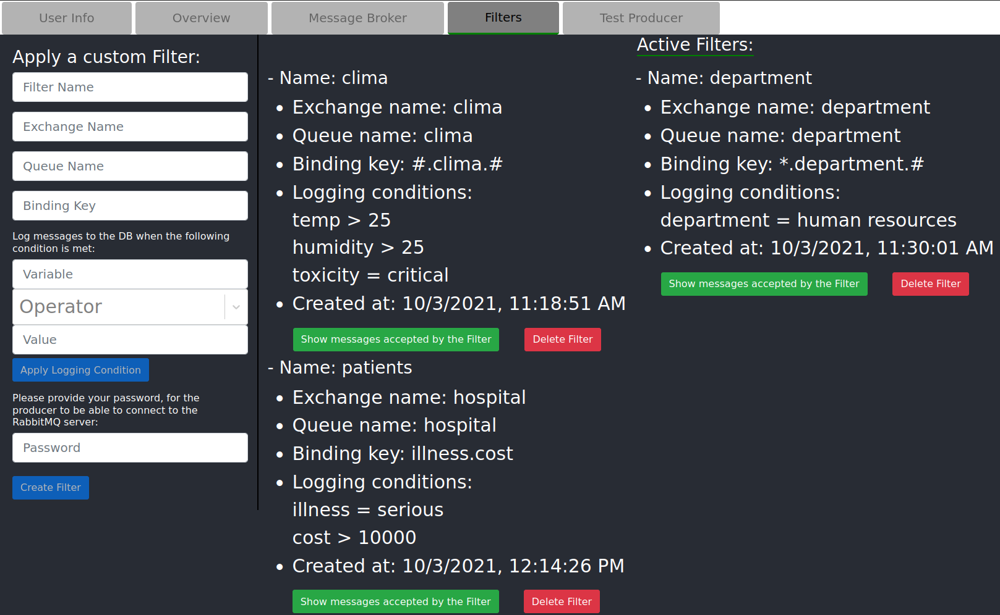 User Info
Overview
Message Broker
Filters
Test Producer
Apply a custom Filter:
Filter Name
Exchange Name
Queue Name
Binding Key
Log messages to the DB when the following
condition is met:
Variable
Operator
Value
Apply Logging Condition
Please provide your password, for the
producer to be able to connect to the
RabbitMQ server:
Password
Create Filter
Active Filters:
- Name: clima
• Exchange name: clima
• Queue name: clima
• Binding key: #.clima.#
• Logging conditions:
temp > 25
humidity > 25
toxicity = critical
• Created at: 10/3/2021, 11:18:51 AM
Show messages accepted by the Filter
Delete Filter
- Name: department
• Exchange name: department
• Queue name: department
• Binding key: *.department.#
• Logging conditions:
department = human resources
• Created at: 10/3/2021, 11:30:01 AM
Show messages accepted by the Filter
Delete Filter
- Name: patients
• Exchange name: hospital
• Queue name: hospital
• Binding key: illness.cost
• Logging conditions:
illness = serious
cost > 10000
• Created at: 10/3/2021, 12:14:26 PM
Show messages accepted by the Filter
Delete Filter